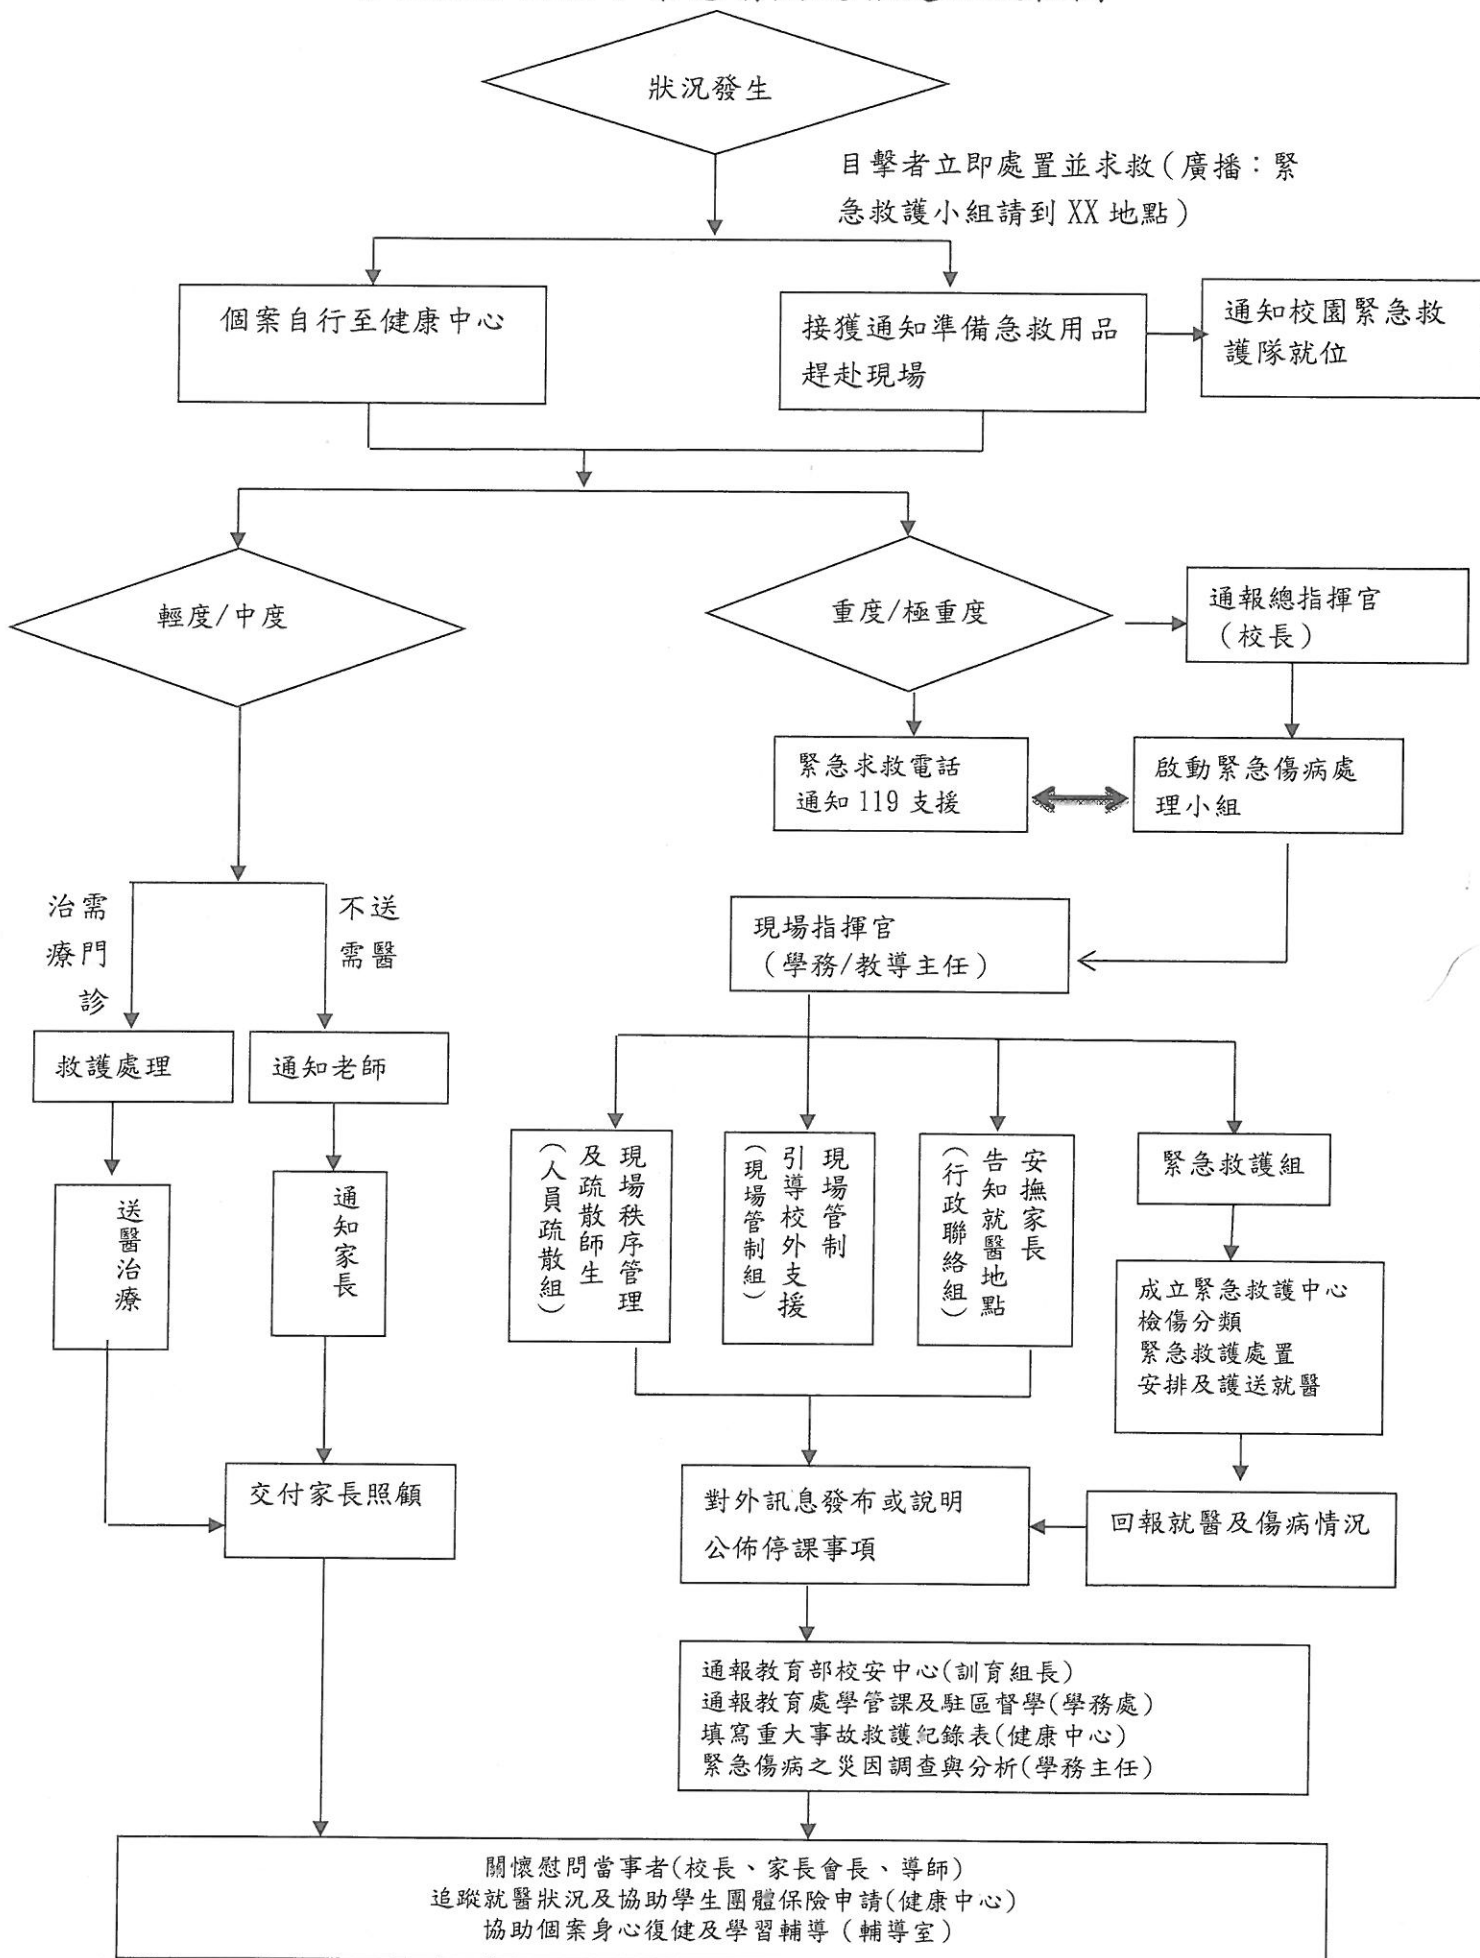 狀況發生
目擊者立即處置並求救(廣播：緊
急救護小組請到 XX 地點)
個案自行至健康中心
接獲通知準備急救用品
趕赴現場
通知校園緊急救
護隊就位
輕度/中度
重度/極重度
通報總指揮官
(校長)
緊急求救電話
通知 119 支援
啟動緊急傷病處
理小組
需門診
治療
送醫
不需
現場指揮官
(學務/教導主任)
救護處理
通知老師
送醫治療
通知家長
現場秩序管理
及疏散師生
(人員疏散組)
現場管制
引導校外支援
(現場管制組)
安撫家長
告知就醫地點
(行政聯絡組)
緊急救護組
成立緊急救護中心
檢傷分類
緊急救護處置
安排及護送就醫
交付家長照顧
對外訊息發布或說明
公佈停課事項
回報就醫及傷病情況
通報教育部校安中心(訓育組長)
通報教育處學管課及駐區督學(學務處)
填寫重大事故救護紀錄表(健康中心)
緊急傷病之災因調查與分析(學務主任)
關懷慰問當事者(校長、家長會長、導師)
追蹤就醫狀況及協助學生團體保險申請(健康中心)
協助個案身心復健及學習輔導(輔導室)